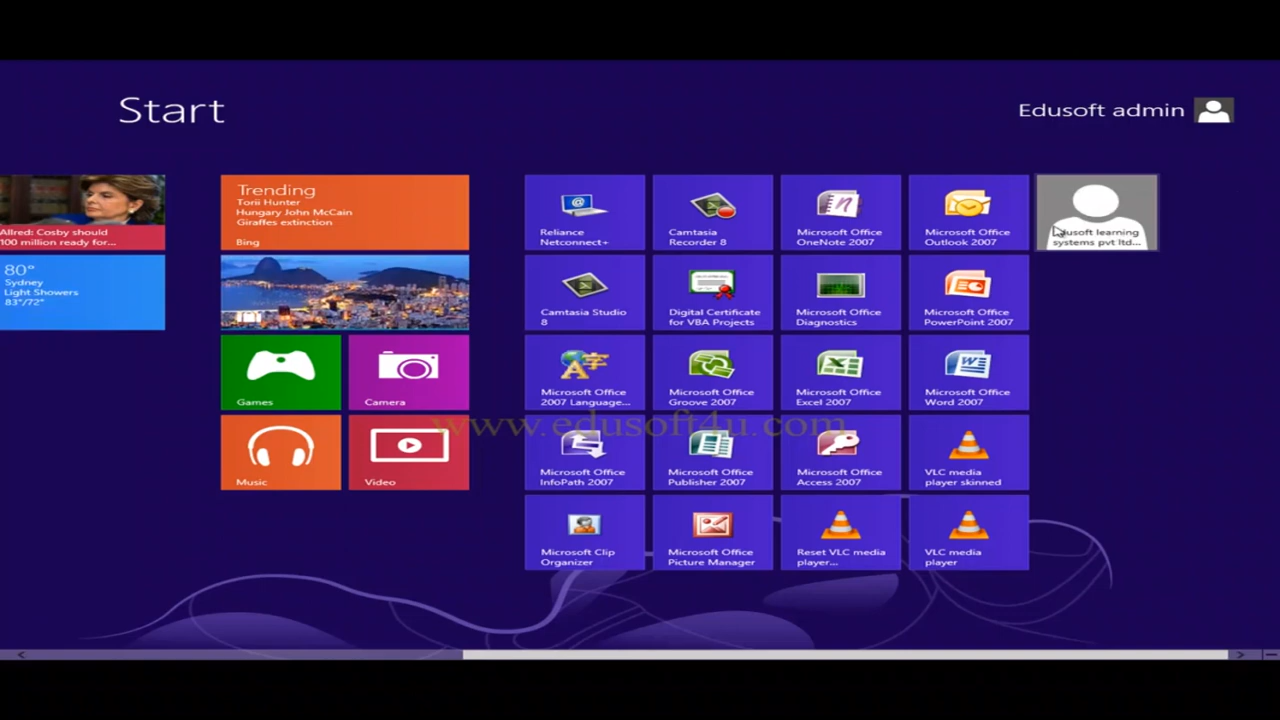 Start
Edusoft admin
Allred: Cosby should
100 million ready for...
80°
Sydney
Light Showers
83°/72°
Trending
Torii Hunter
Hungary John McCain
Giraffes extinction
Bing
Games
Camera
Music
Video
Reliance
Netconnect+
Camtasia
Recorder 8
Microsoft Office
OneNote 2007
Microsoft Office
Outlook 2007
usoft learning
systems pvt ltd...
Camtasia Studio
8
Digital Certificate
for VBA Projects
Microsoft Office
Diagnostics
Microsoft Office
PowerPoint 2007
Microsoft Office
2007 Language...
Microsoft Office
Groove 2007
Microsoft Office
Excel 2007
Microsoft Office
Word 2007
www.edusoft4u.com
Microsoft Office
InfoPath 2007
Microsoft Office
Publisher 2007
Microsoft Office
Access 2007
VLC media
player skinned
Microsoft Clip
Organizer
Microsoft Office
Picture Manager
Reset VLC media
player...
VLC media
player